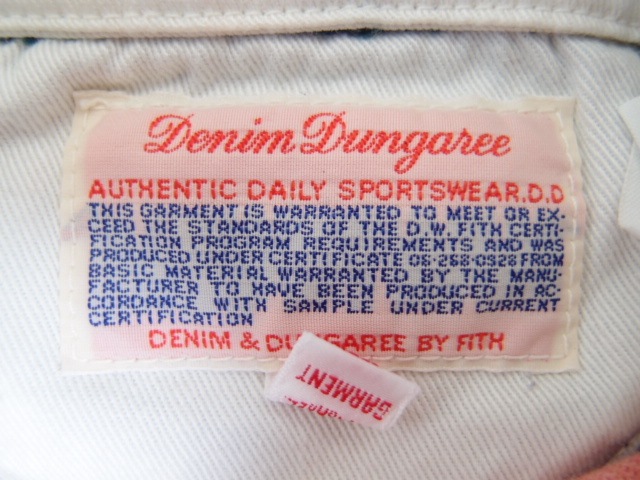 Denim Dungaree
AUTHENTIC DAILY SPORTSWEAR.D.D
THIS GARMENT IS WARRANTED TO MEET OR EX-
CEED THE STANDARDS OF THE D.W. FITH CERTI-
FICATION PROGRAM REQUIREMENTS AND WAS
PRODUCED UNDER CERTIFICATE 06-268-0928 FROM
BASIC MATERIAL WARRANTED BY THE MANU-
FACTURER TO HAVE BEEN PRODUCED IN AC-
CORDANCE WITH SAMPLE UNDER CURRENT
CERTIFICATION
DENIM & DUNGAREE BY FITH
GARMENT